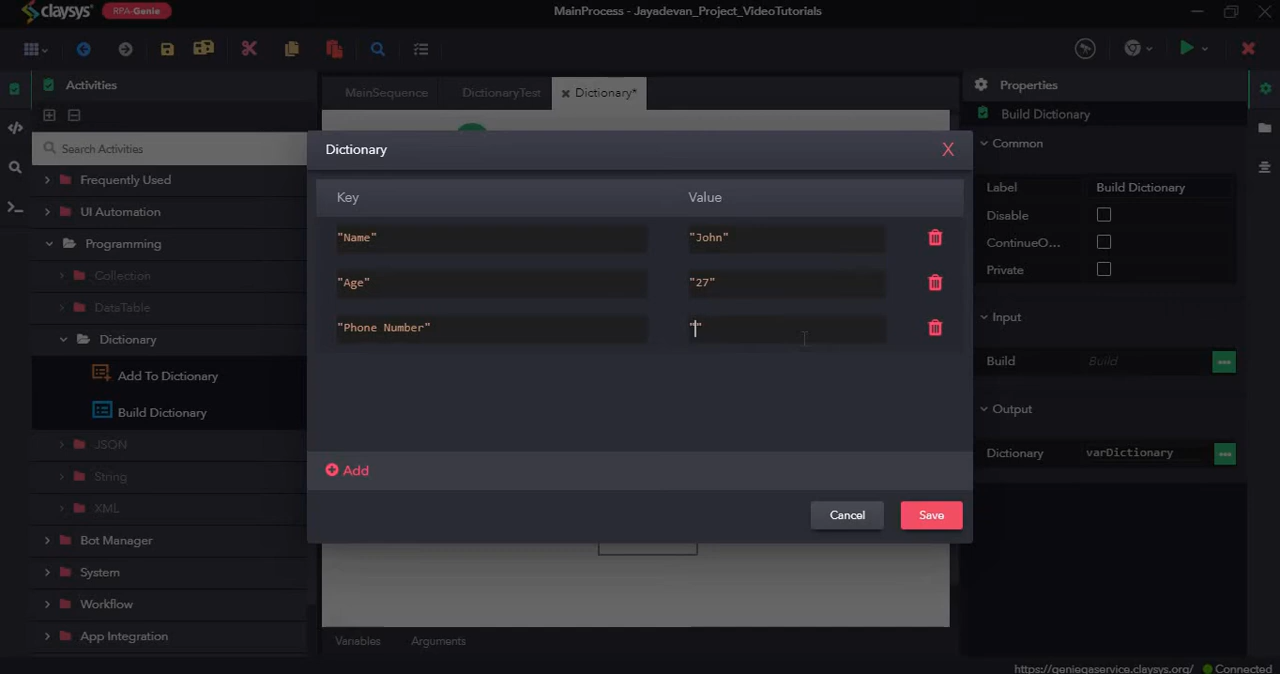 claysys RPA-Genie MainProcess - Jayadevan_Project_VideoTutorials
Activities
Search Activities
Frequently Used
UI Automation
Programming
Collection
DataTable
Dictionary
Add To Dictionary
Build Dictionary
JSON
String
XML
Bot Manager
System
Workflow
App Integration
MainSequence DictionaryTest Dictionary*
Dictionary X
Key Value
"Name" "John"
"Age" "27"
"Phone Number" ""
Add
Cancel Save
Variables Arguments
Properties
Build Dictionary
Common
Label Build Dictionary
Disable
ContinueO...
Private
Input
Build Build
Output
Dictionary varDictionary
https://geniegaservice.claysys.org/ Connected